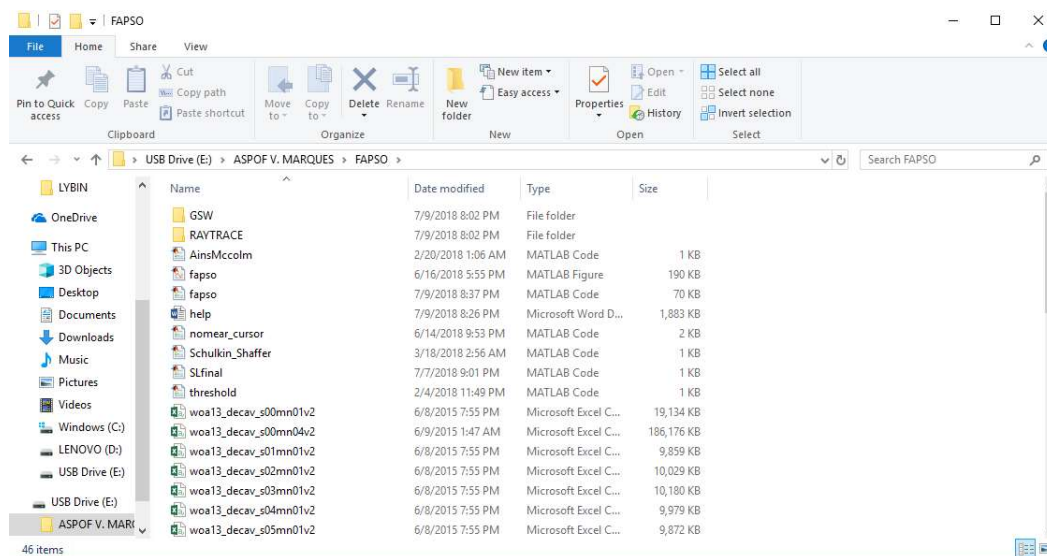 FAPSO
File Home Share View
Pin to Quick access
Copy
Paste
Cut
Copy path
Paste shortcut
Clipboard
Move to
Copy to
Delete
Rename
Organize
New folder
New item
Easy access
New
Properties
Open
Edit
History
Open
Select all
Select none
Invert selection
Select
USB Drive (E:) > ASPOF V. MARQUES > FAPSO >
Search FAPSO
LYBIN
OneDrive
This PC
3D Objects
Desktop
Documents
Downloads
Music
Pictures
Videos
Windows (C:)
LENOVO (D:)
USB Drive (E:)
USB Drive (E:)
ASPOF V. MAR
Name Date modified Type Size
GSW 7/9/2018 8:02 PM File folder
RAYTRACE 7/9/2018 8:02 PM File folder
AinsMccolm 2/20/2018 1:06 AM MATLAB Code 1 KB
fapso 6/16/2018 5:55 PM MATLAB Figure 190 KB
fapso 7/9/2018 8:37 PM MATLAB Code 70 KB
help 7/9/2018 8:26 PM Microsoft Word D... 1,883 KB
nomear_cursor 6/14/2018 9:53 PM MATLAB Code 2 KB
Schulkin_Shaffer 3/18/2018 2:56 AM MATLAB Code 1 KB
SLfinal 7/7/2018 9:01 PM MATLAB Code 1 KB
threshold 2/4/2018 11:49 PM MATLAB Code 1 KB
woa13_decav_s00mn01v2 6/8/2015 7:55 PM Microsoft Excel C... 19,134 KB
woa13_decav_s00mn04v2 6/9/2015 1:47 AM Microsoft Excel C... 186,176 KB
woa13_decav_s01mn01v2 6/8/2015 7:55 PM Microsoft Excel C... 9,859 KB
woa13_decav_s02mn01v2 6/8/2015 7:55 PM Microsoft Excel C... 10,029 KB
woa13_decav_s03mn01v2 6/8/2015 7:55 PM Microsoft Excel C... 10,180 KB
woa13_decav_s04mn01v2 6/8/2015 7:55 PM Microsoft Excel C... 9,979 KB
woa13_decav_s05mn01v2 6/8/2015 7:55 PM Microsoft Excel C... 9,872 KB
46 items